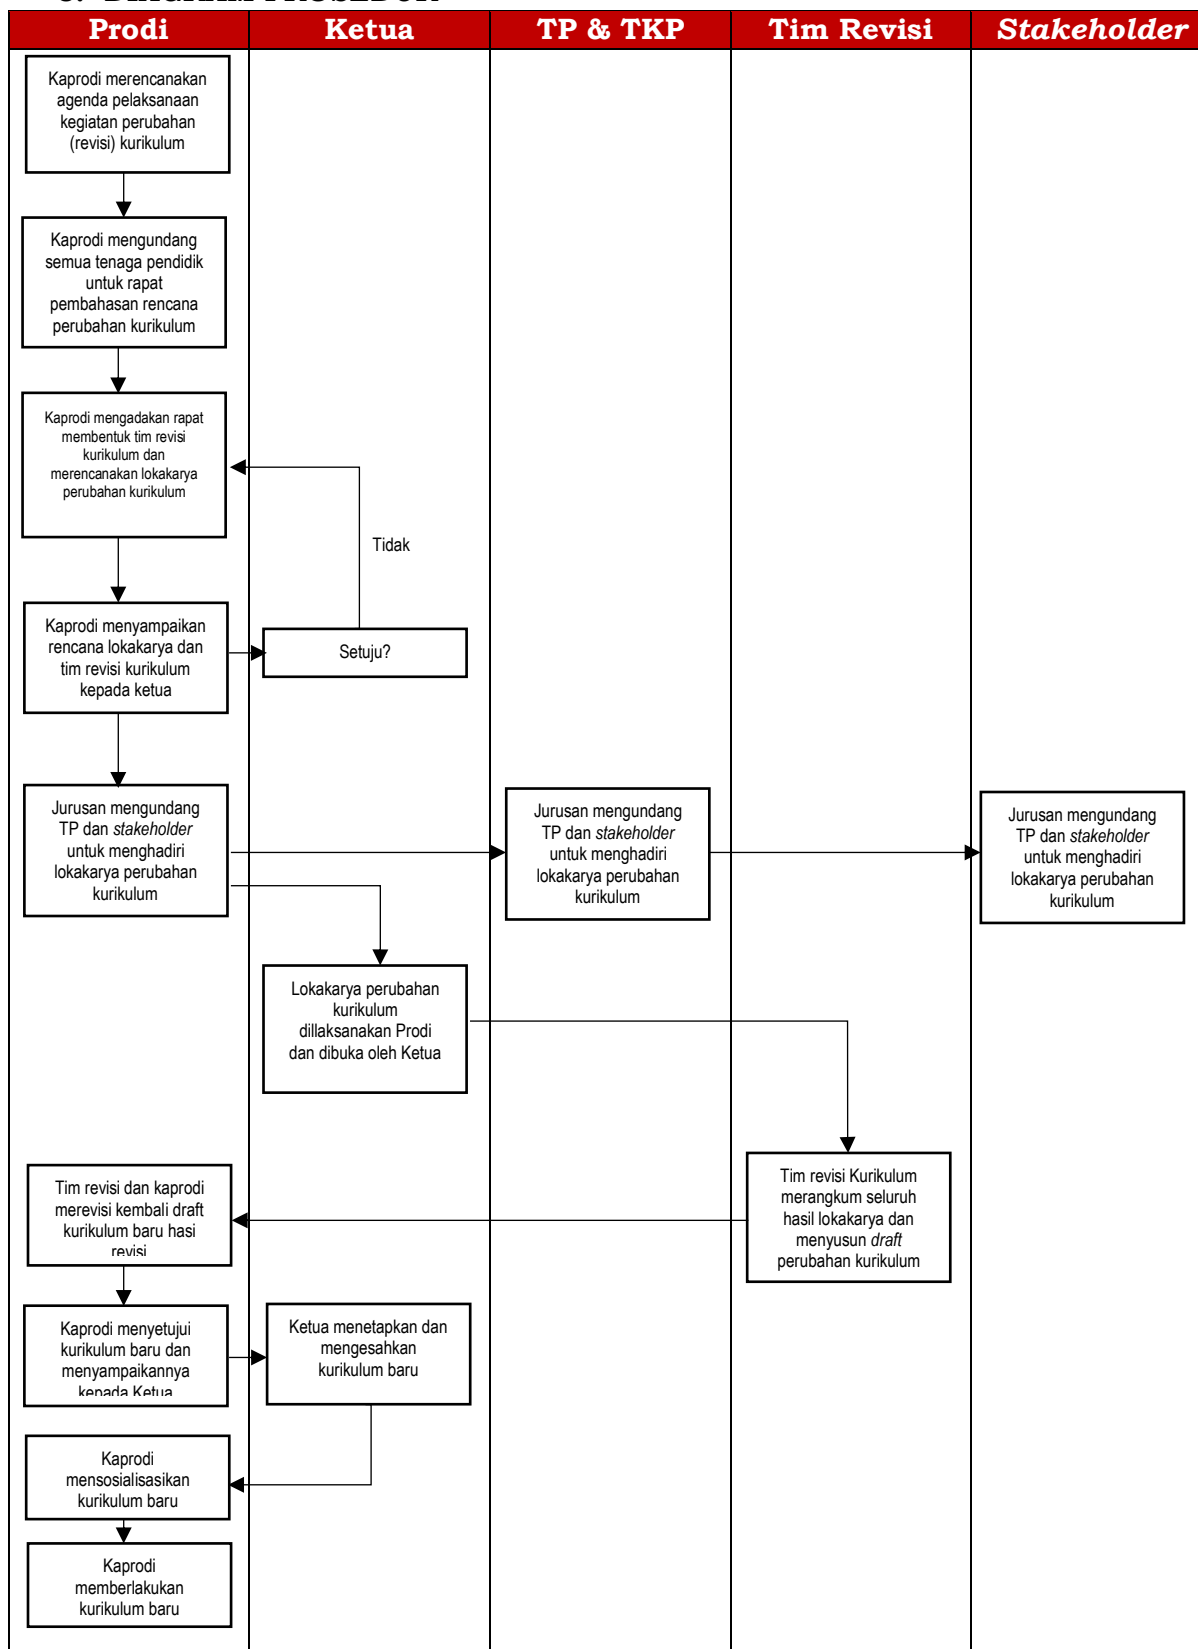 Prodi
Ketua
TP & TKP
Tim Revisi
Stakeholder
Kaprodi merencanakan
agenda pelaksanaan
kegiatan perubahan
(revisi) kurikulum
Kaprodi mengundang
semua tenaga pendidik
untuk rapat
pembahasan rencana
perubahan kurikulum
Kaprodi mengadakan rapat
membentuk tim revisi
kurikulum dan
merencanakan lokakarya
perubahan kurikulum
Tidak
Kaprodi menyampaikan
rencana lokakarya dan
tim revisi kurikulum
kepada ketua
Setuju?
Jurusan mengundang
TP dan stakeholder
untuk menghadiri
lokakarya perubahan
kurikulum
Jurusan mengundang
TP dan stakeholder
untuk menghadiri
lokakarya perubahan
kurikulum
Jurusan mengundang
TP dan stakeholder
untuk menghadiri
lokakarya perubahan
kurikulum
Lokakarya perubahan
kurikulum
dillaksanakan Prodi
dan dibuka oleh Ketua
Tim revisi Kurikulum
merangkum seluruh
hasil lokakarya dan
menyusun draft
perubahan kurikulum
Tim revisi dan kaprodi
merevisi kembali draft
kurikulum baru hasi
revisi
Kaprodi menyetujui
kurikulum baru dan
menyampaikannya
kepada Ketua
Ketua menetapkan dan
mengesahkan
kurikulum baru
Kaprodi
mensosialisasikan
kurikulum baru
Kaprodi
memberlakukan
kurikulum baru